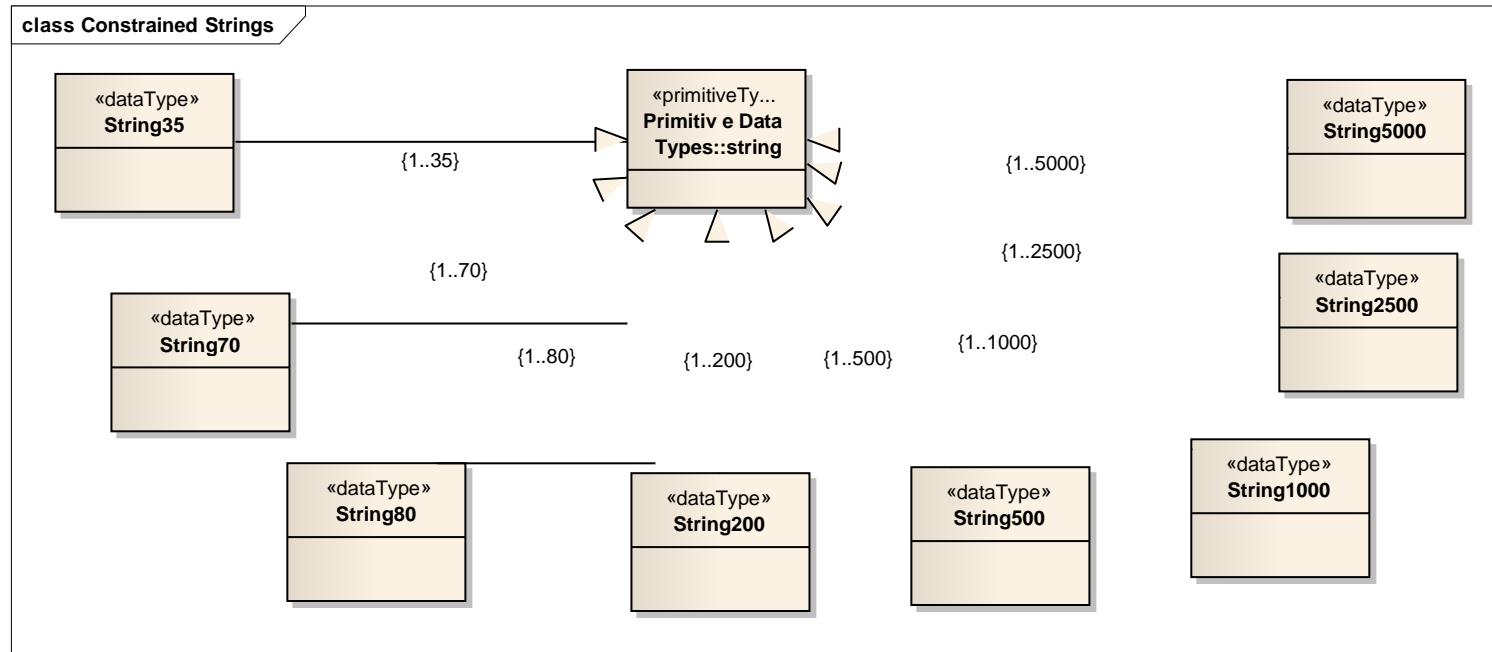 class Constrained Strings
«dataType»
String35
«primitiveTy...
Primitiv e Data
Types::string
«dataType»
String5000
{1..35}
{1..5000}
{1..70}
{1..2500}
«dataType»
String2500
«dataType»
String70
{1..80}
{1..200}
{1..500}
{1..1000}
«dataType»
String80
«dataType»
String200
«dataType»
String500
«dataType»
String1000